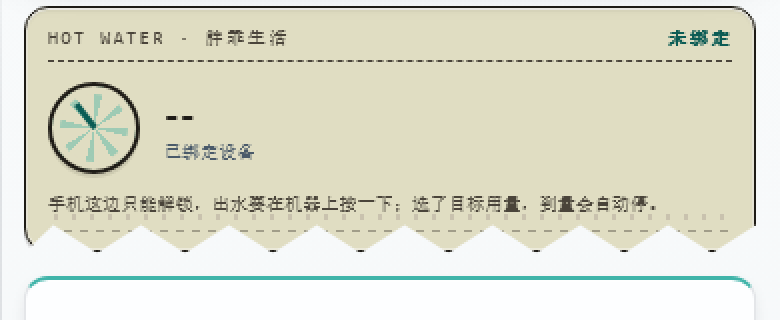 HOT WATER · 胖乖生活
未绑定
--
已绑定设备
手机这边只能解锁，出水要在机器上按一下；选了目标用量，到量会自动停。